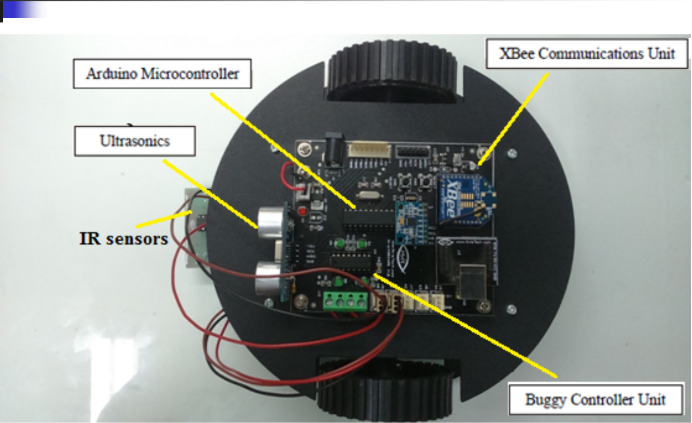 XBee Communications Unit
Arduino Microcontroller
Ultrasonics
IR sensors
XBee
Buggy Controller Unit